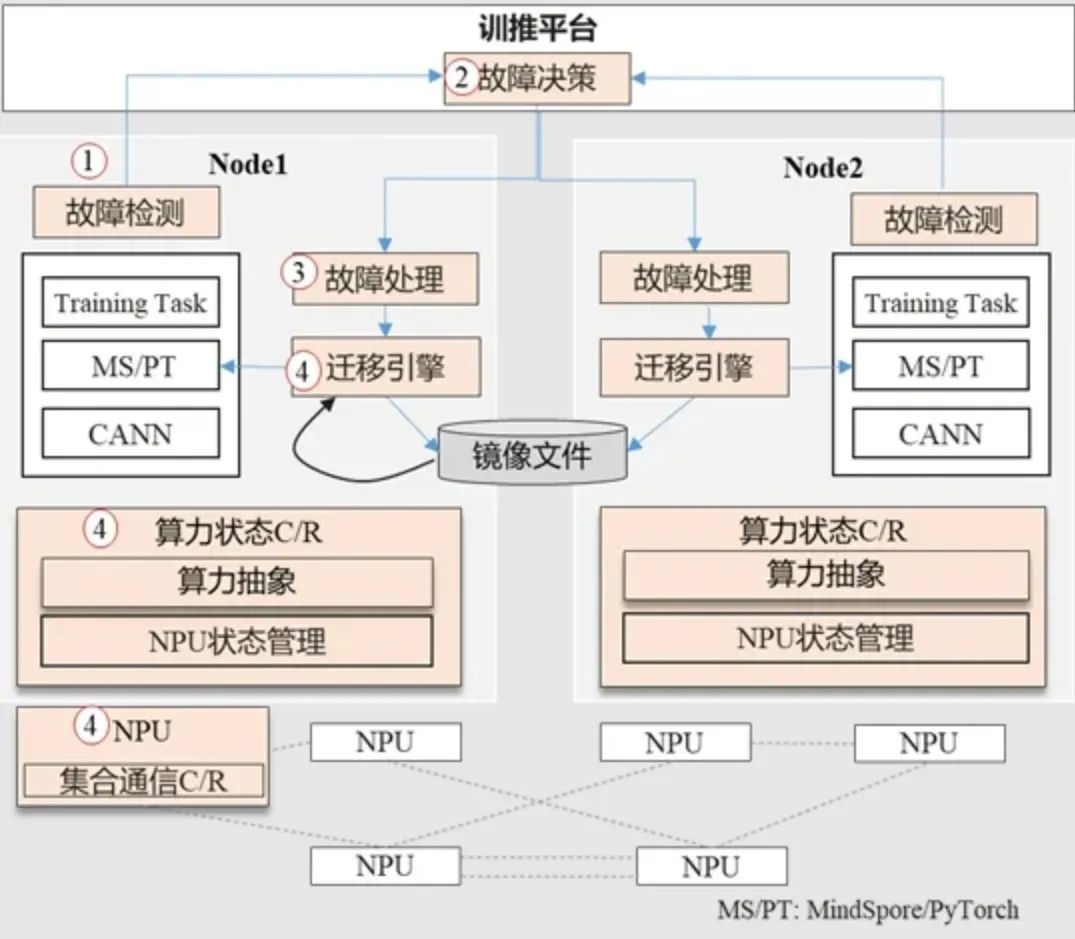 训推平台
② 故障决策
①
Node1
故障检测
③ 故障处理
Training Task
MS/PT
CANN
④ 迁移引擎
Node2
故障检测
故障处理
Training Task
MS/PT
CANN
迁移引擎
镜像文件
④ 算力状态C/R
算力抽象
NPU状态管理
算力状态C/R
算力抽象
NPU状态管理
④ NPU
集合通信C/R
NPU
NPU
NPU
NPU
NPU
MS/PT: MindSpore/PyTorch